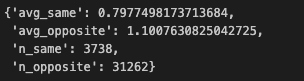 {'avg_same': 0.7977498173713684,
'avg_opposite': 1.1007630825042725,
'n_same': 3738,
'n_opposite': 31262}